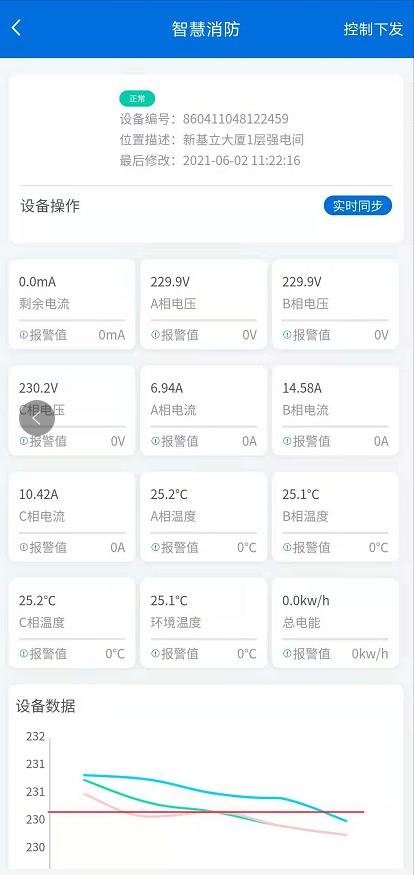 智慧消防 控制下发
正常
设备编号：860411048122459
位置描述：新基立大厦1层强电间
最后修改：2021-06-02 11:22:16
设备操作 实时同步
0.0mA 229.9V 229.9V
剩余电流 A相电压 B相电压
报警值 0mA 报警值 0V 报警值 0V
230.2V 6.94A 14.58A
C相电压 A相电流 B相电流
报警值 0V 报警值 0A 报警值 0A
10.42A 25.2℃ 25.1℃
C相电流 A相温度 B相温度
报警值 0A 报警值 0℃ 报警值 0℃
25.2℃ 25.1℃ 0.0kw/h
C相温度 环境温度 总电能
报警值 0℃ 报警值 0℃ 报警值 0kw/h
设备数据
232
231
231
230
230